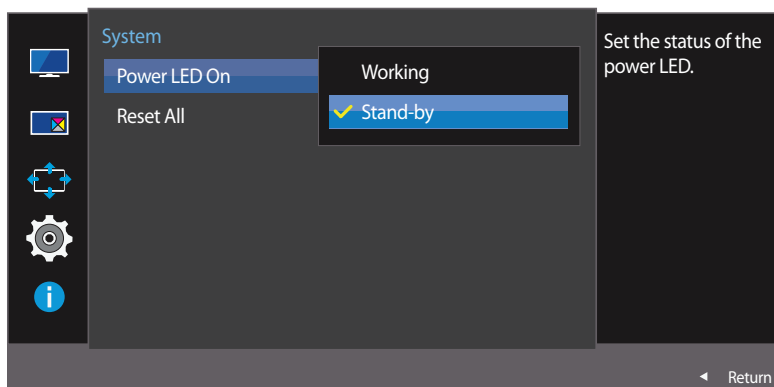 System
Power LED On
Reset All
Working
Stand-by
Set the status of the
power LED.
i
Return